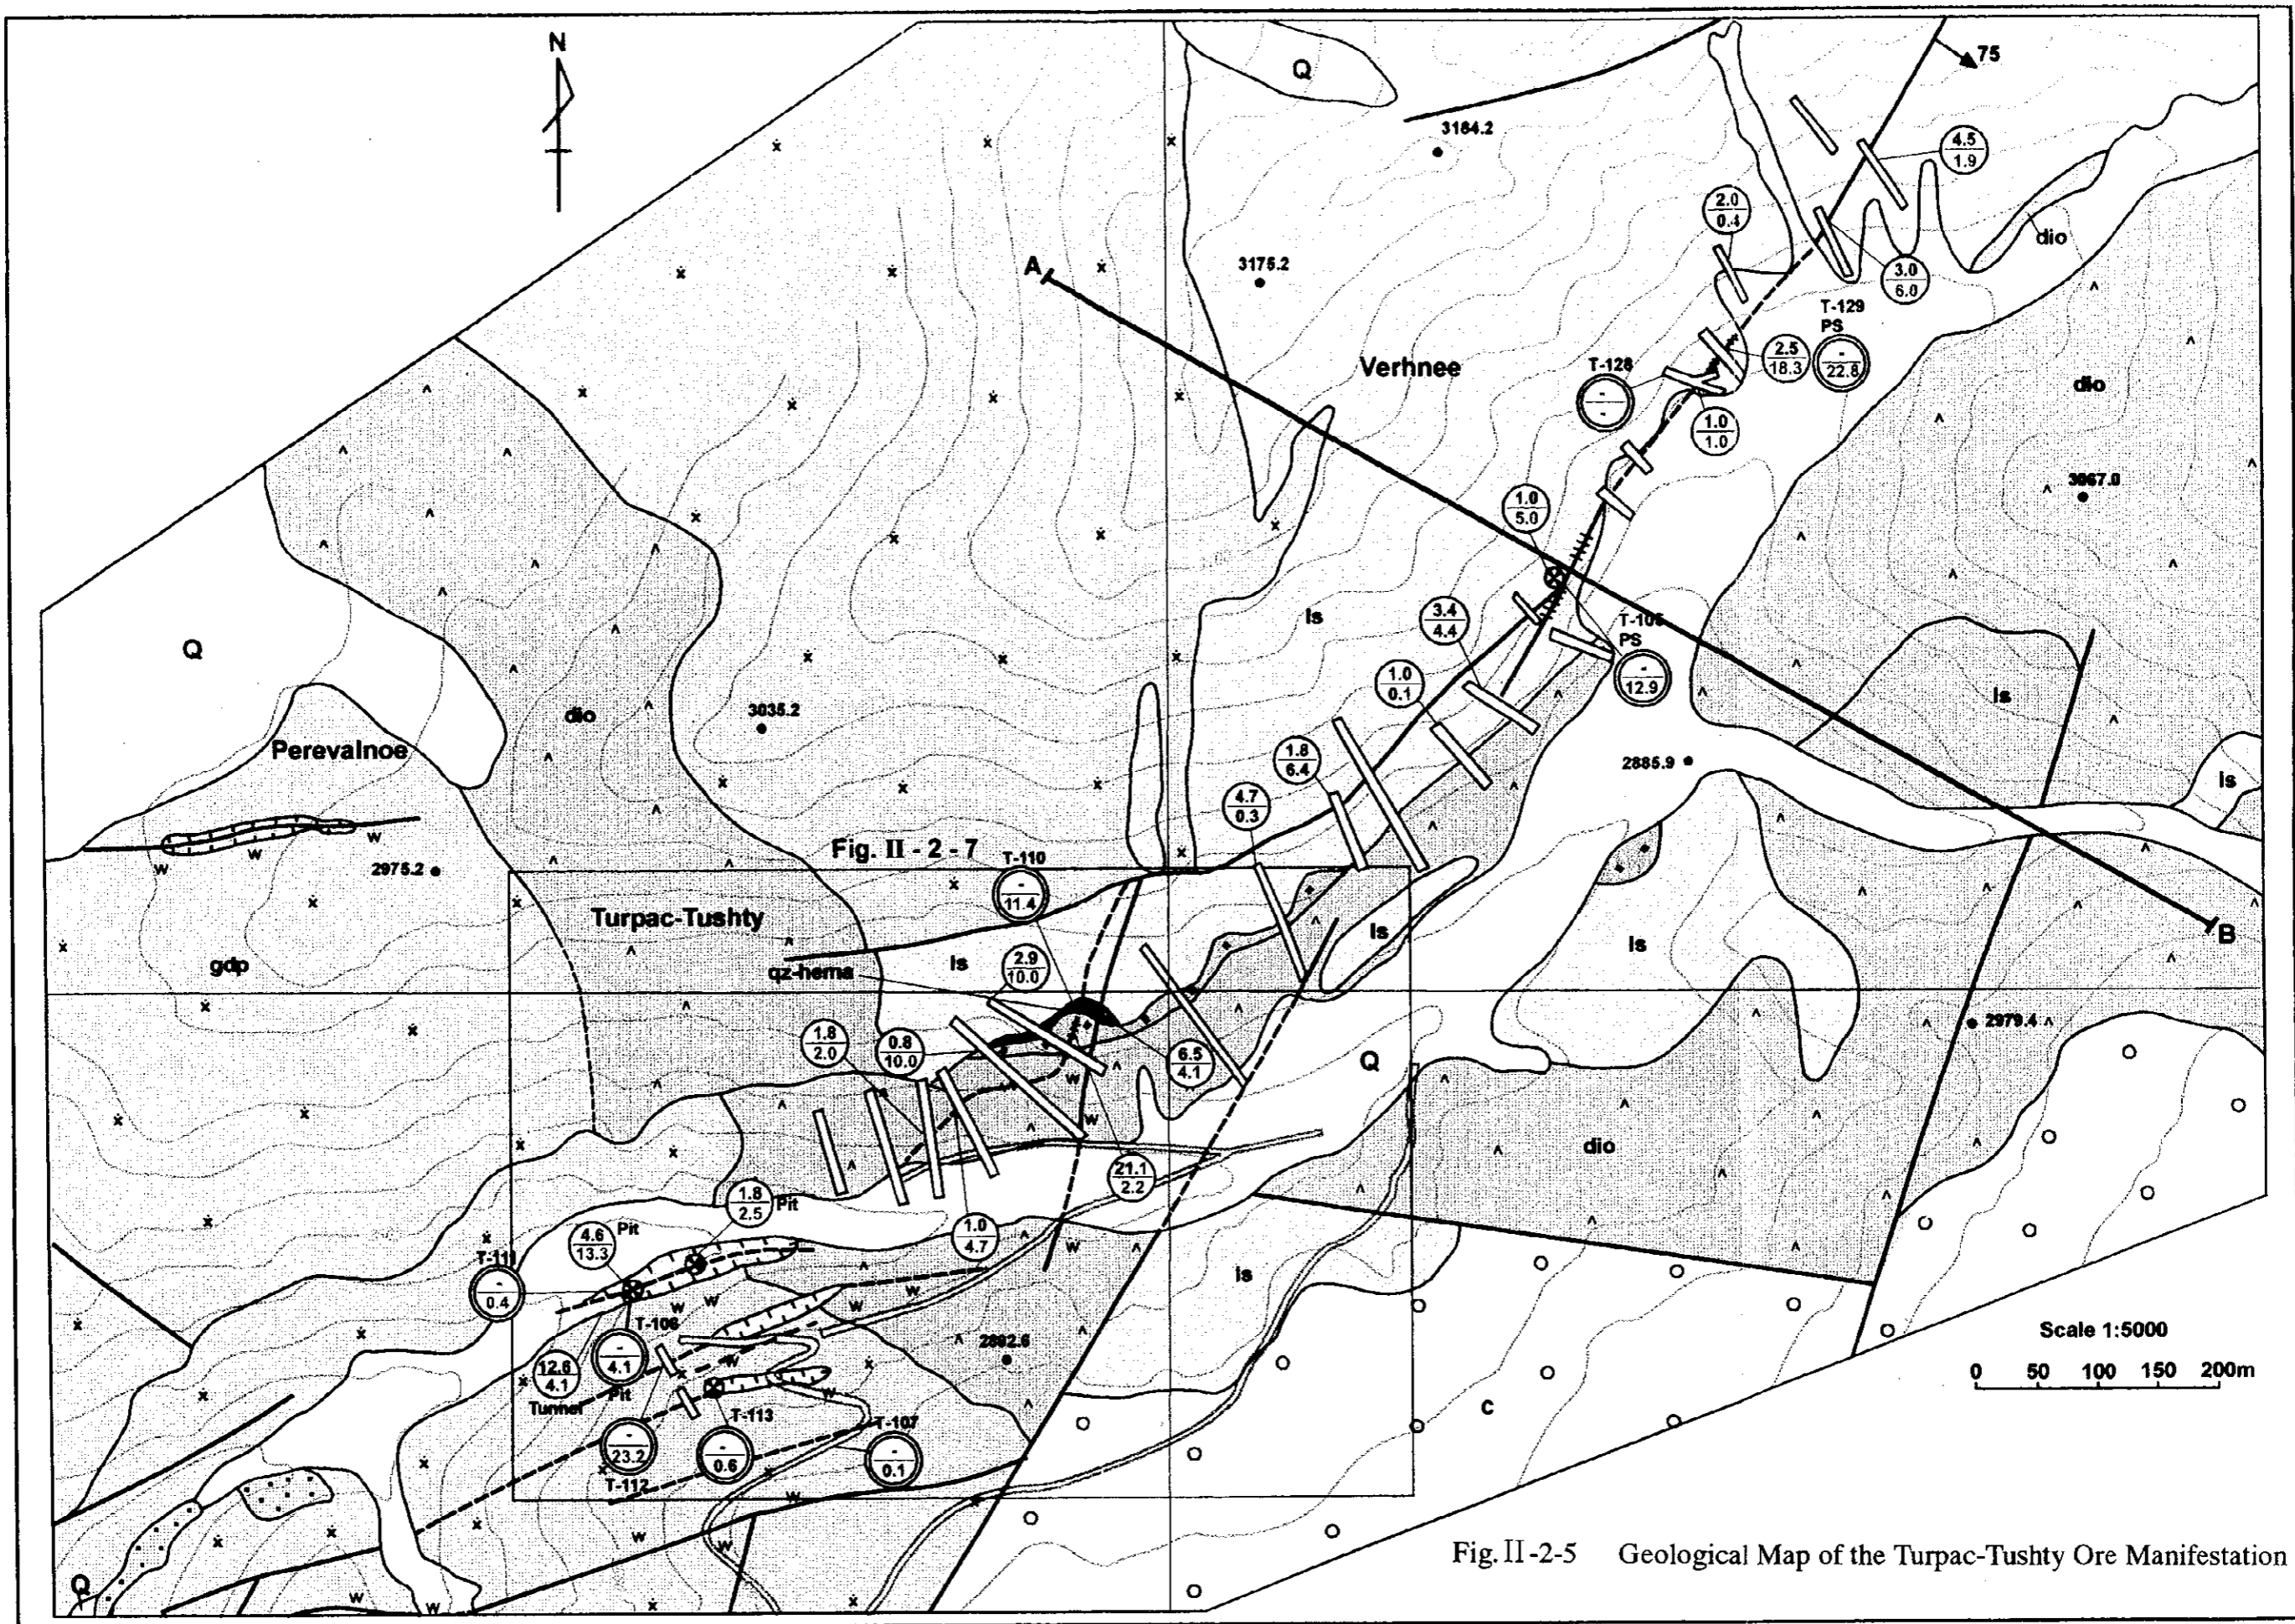 N
Q
75
3184.2
4.5
1.9
2.0
0.4
dio
A
3175.2
3.0
6.0
T-129
PS
Verhnee
T-128
2.5
18.3
-
22.8
dio
-
-
1.0
1.0
3067.0
1.0
5.0
ls
3.4
4.4
T-105
PS
-
12.9
Q
1.0
0.1
ls
dio
3035.2
Perevalnoe
1.8
6.4
2885.9
ls
4.7
0.3
Fig. II - 2 - 7
T-110
2975.2
-
11.4
Turpac-Tushty
ls
ls
B
gdp
qz-hema
ls
2.9
10.0
1.8
2.0
0.8
10.0
6.5
4.1
Q
2979.4
dio
21.1
2.2
1.8
2.5
Pit
4.6
13.3
Pit
1.0
4.7
T-111
-
0.4
ls
T-106
-
4.1
Pit
2892.6
12.6
4.1
Tunnel
Scale 1:5000
0 50 100 150 200m
T-113
T-107
c
-
23.2
T-112
-
0.6
-
0.1
Q
Fig. II-2-5 Geological Map of the Turpac-Tushty Ore Manifestation